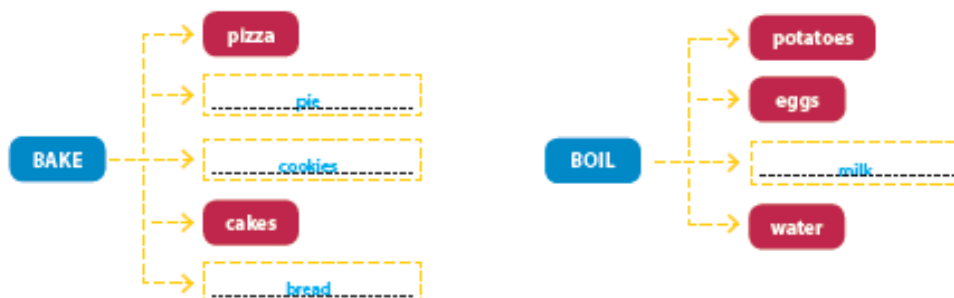 BAKE
pizza
pie
cookies
cakes
bread
BOIL
potatoes
eggs
milk
water